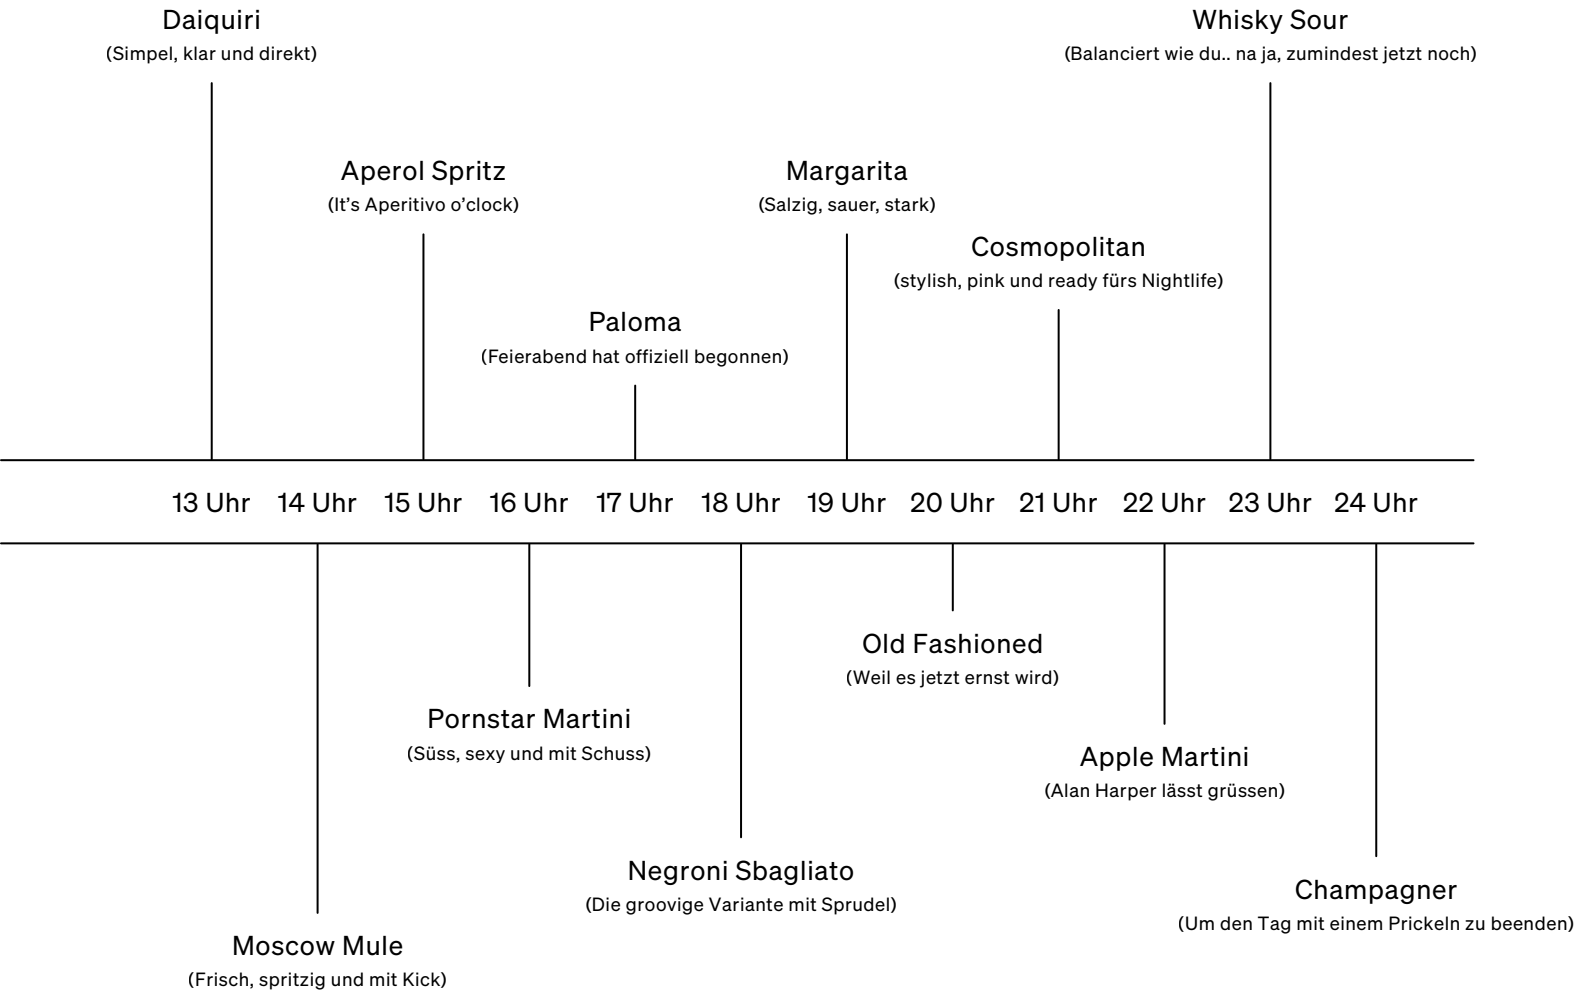 Daiquiri
(Simpel, klar und direkt)
Whisky Sour
(Balanciert wie du.. na ja, zumindest jetzt noch)
Aperol Spritz
(It’s Aperitivo o’clock)
Margarita
(Salzig, sauer, stark)
Cosmopolitan
(stylish, pink und ready fürs Nightlife)
Paloma
(Feierabend hat offiziell begonnen)
13 Uhr 14 Uhr 15 Uhr 16 Uhr 17 Uhr 18 Uhr 19 Uhr 20 Uhr 21 Uhr 22 Uhr 23 Uhr 24 Uhr
Old Fashioned
(Weil es jetzt ernst wird)
Pornstar Martini
(Süss, sexy und mit Schuss)
Apple Martini
(Alan Harper lässt grüssen)
Negroni Sbagliato
(Die groovige Variante mit Sprudel)
Champagner
(Um den Tag mit einem Prickeln zu beenden)
Moscow Mule
(Frisch, spritzig und mit Kick)